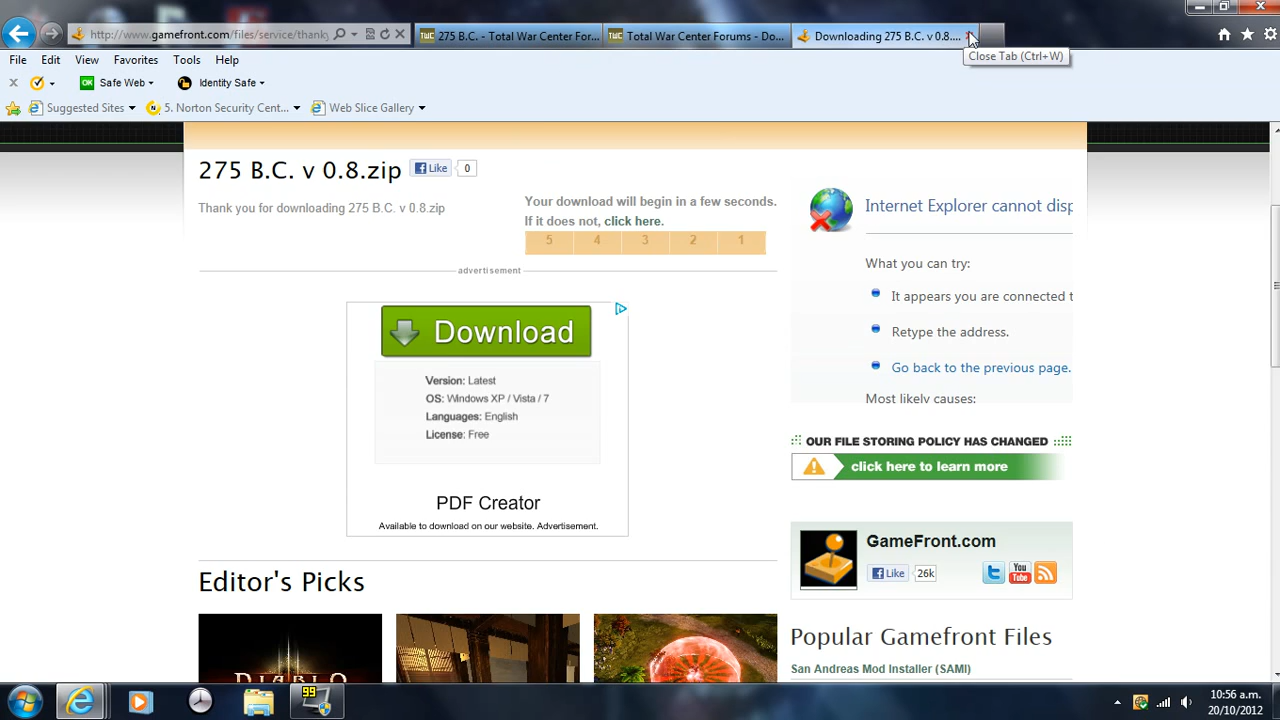 http://www.gamefront.com/files/service/thank
275 B.C. - Total War Center For...
Total War Center Forums - Do...
Downloading 275 B.C. v 0.8....
File Edit View Favorites Tools Help
Close Tab (Ctrl+W)
OK Safe Web
Identity Safe
Suggested Sites
5. Norton Security Cent...
Web Slice Gallery
275 B.C. v 0.8.zip
Like 0
Thank you for downloading 275 B.C. v 0.8.zip
Your download will begin in a few seconds.
If it does not, click here.
5 4 3 2 1
advertisement
Download
Version: Latest
OS: Windows XP / Vista / 7
Languages: English
License: Free
PDF Creator
Available to download on our website. Advertisement.
Internet Explorer cannot disp
What you can try:
It appears you are connected t
Retype the address.
Go back to the previous page.
Most likely causes:
OUR FILE STORING POLICY HAS CHANGED
click here to learn more
GameFront.com
Like 26k
You Tube
Editor's Picks
DIABLO
Popular Gamefront Files
San Andreas Mod Installer (SAMI)
99
10:56 a.m.
20/10/2012